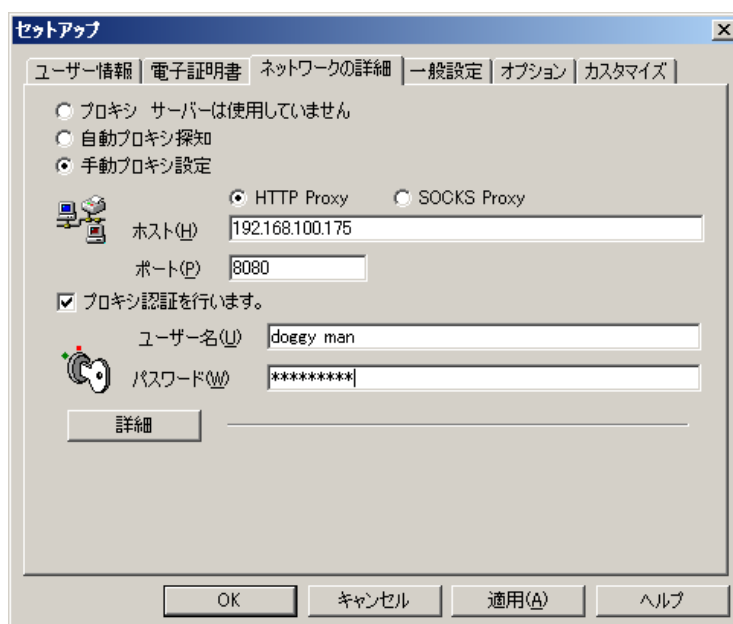 セットアップ
ユーザー情報 電子証明書 ネットワークの詳細 一般設定 オプション カスタマイズ
プロキシ サーバーは使用していません
自動プロキシ探知
手動プロキシ設定
HTTP Proxy SOCKS Proxy
ホスト(H) 192.168.100.175
ポート(P) 8080
プロキシ認証を行います。
ユーザー名(U) doggy man
パスワード(W) *********
詳細
OK キャンセル 適用(A) ヘルプ